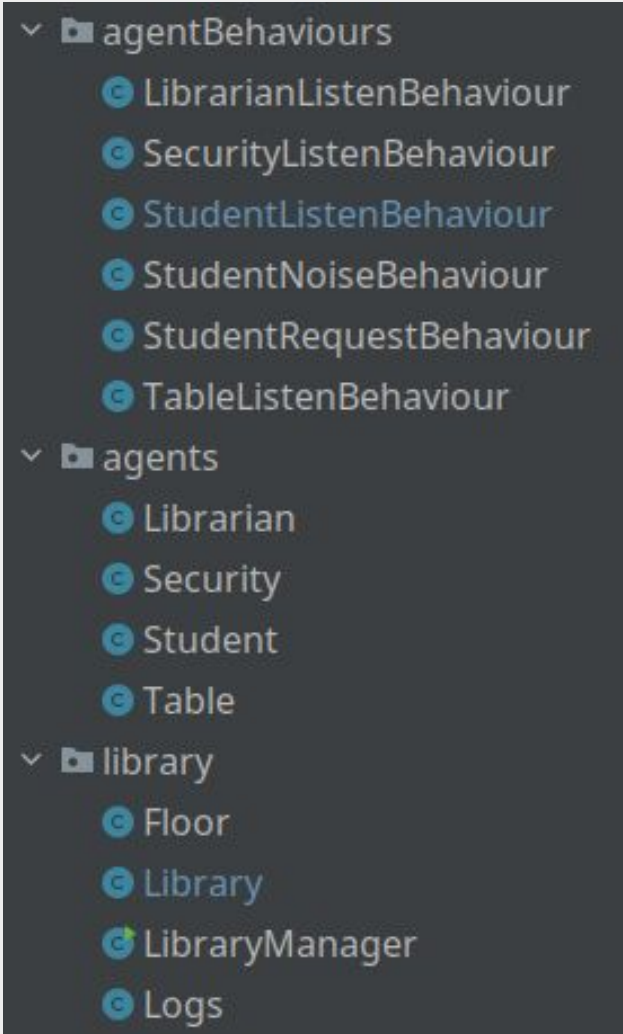 agentBehaviours
LibrarianListenBehaviour
SecurityListenBehaviour
StudentListenBehaviour
StudentNoiseBehaviour
StudentRequestBehaviour
TableListenBehaviour
agents
Librarian
Security
Student
Table
library
Floor
Library
LibraryManager
Logs